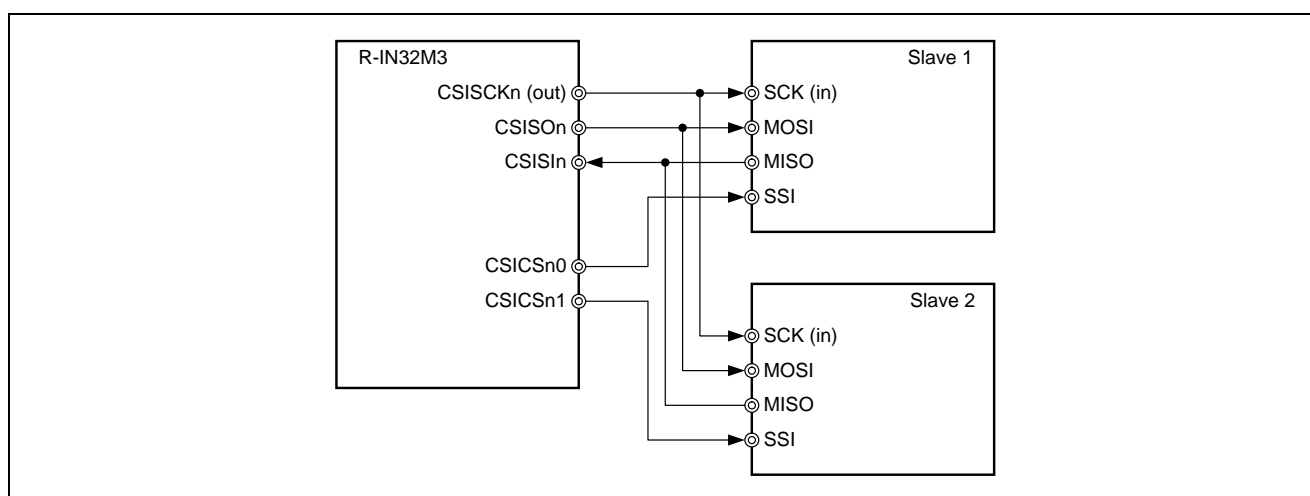 R-IN32M3
CSISCKn (out)
CSISOn
CSISIn
CSICSn0
CSICSn1
Slave 1
SCK (in)
MOSI
MISO
SSI
Slave 2
SCK (in)
MOSI
MISO
SSI